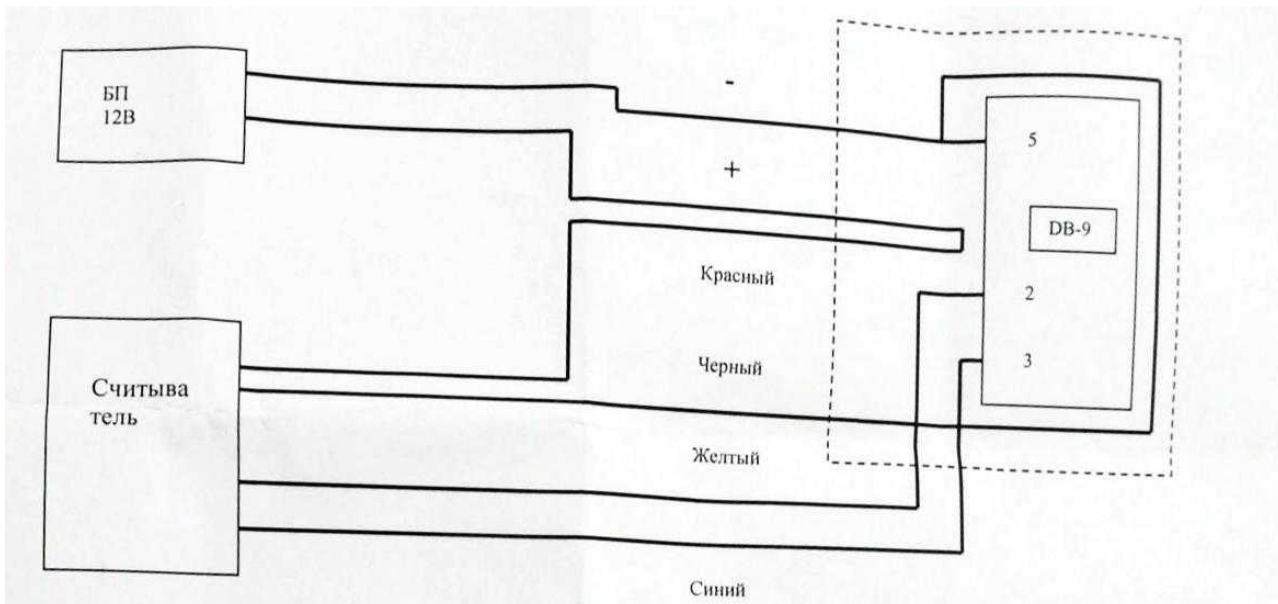 БП
12В
-
+
5
DB-9
2
3
Красный
Черный
Желтый
Синий
Считыва
тель